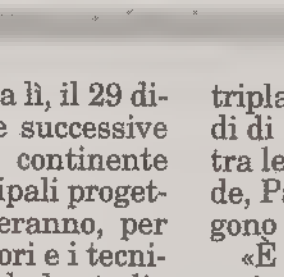 a lì, il 29 di-
e successive
continente
ipali proget-
eranno, per
ori e i tecni-
tripla
di di
tra le
de, Pa
gono
«È